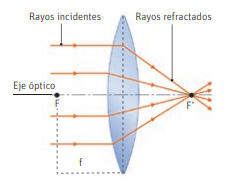 Rayos incidentes
Rayos refractados
Eje óptico
F
F'
f